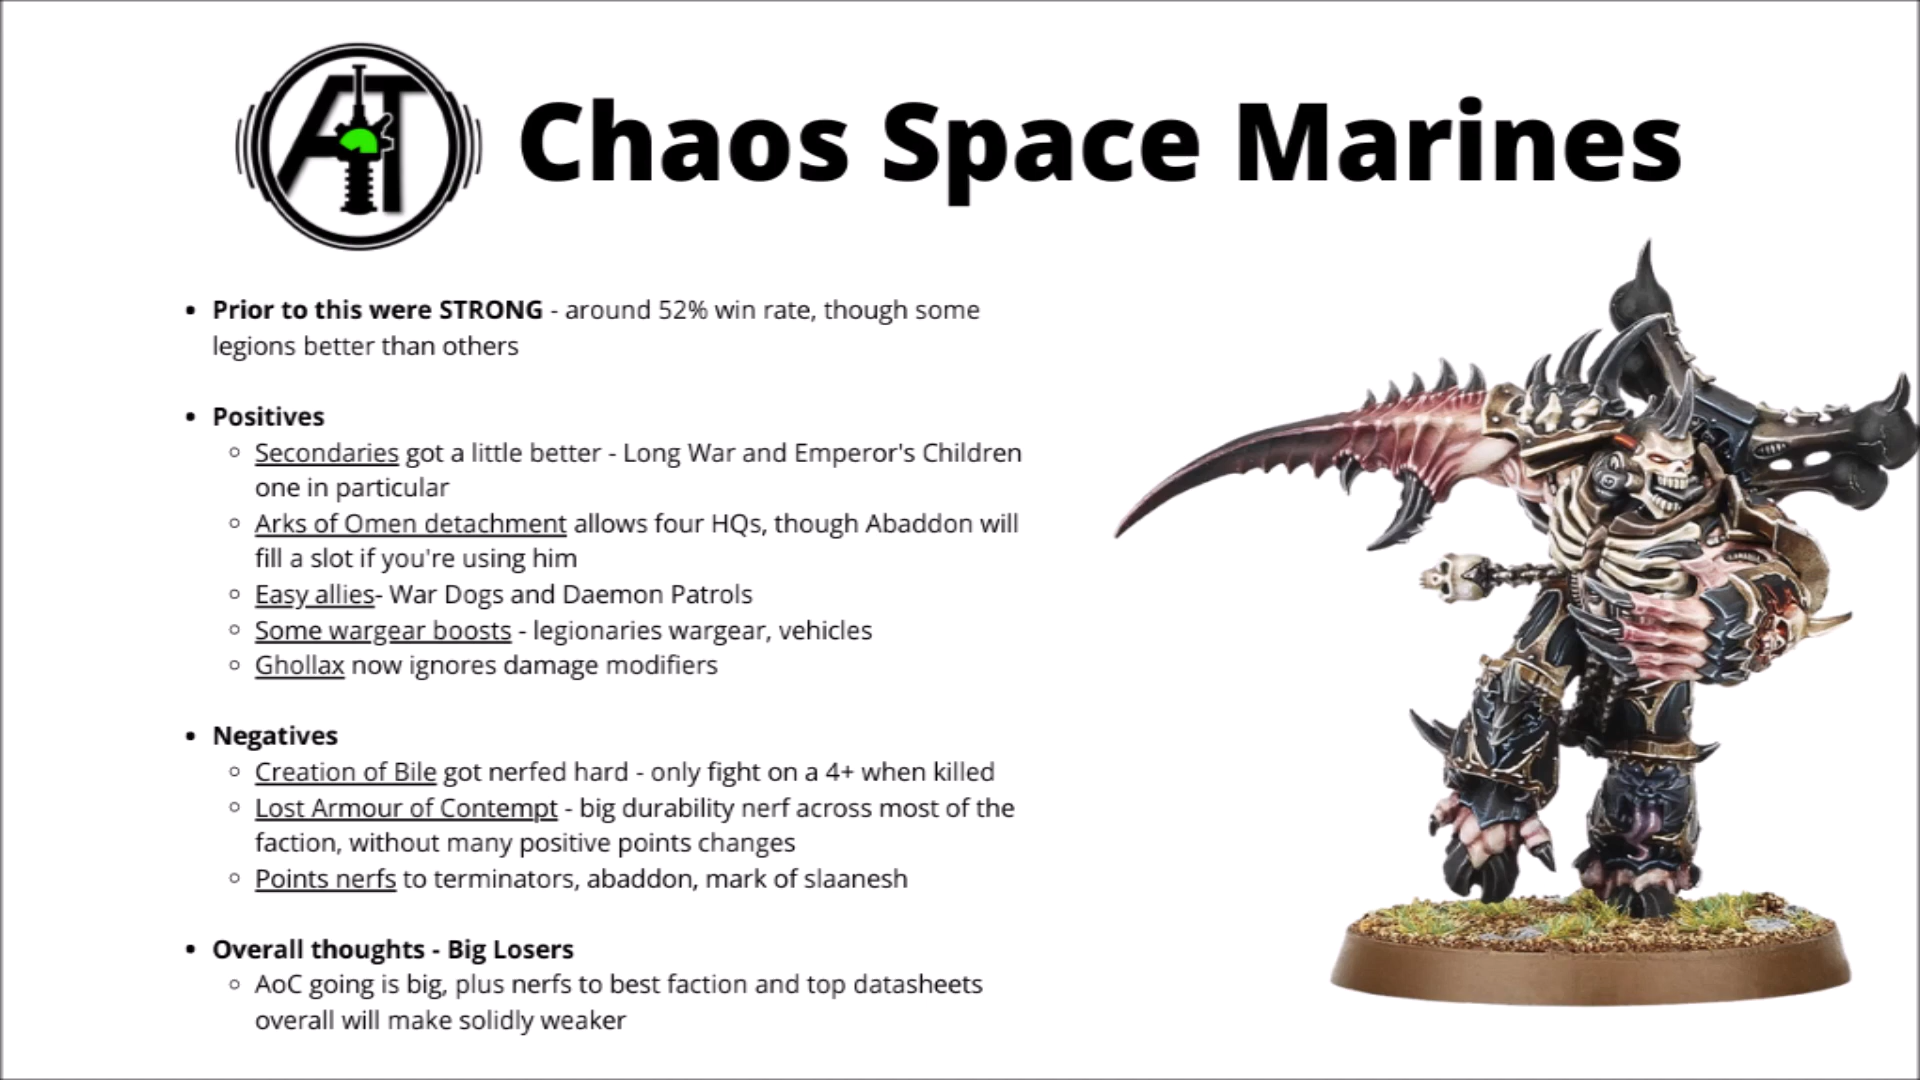 AT
Chaos Space Marines
• Prior to this were STRONG - around 52% win rate, though some
legions better than others
• Positives
◦ Secondaries got a little better - Long War and Emperor's Children
one in particular
◦ Arks of Omen detachment allows four HQs, though Abaddon will
fill a slot if you're using him
◦ Easy allies- War Dogs and Daemon Patrols
◦ Some wargear boosts - legionaries wargear, vehicles
◦ Ghollax now ignores damage modifiers
• Negatives
◦ Creation of Bile got nerfed hard - only fight on a 4+ when killed
◦ Lost Armour of Contempt - big durability nerf across most of the
faction, without many positive points changes
◦ Points nerfs to terminators, abaddon, mark of slaanesh
• Overall thoughts - Big Losers
◦ AoC going is big, plus nerfs to best faction and top datasheets
overall will make solidly weaker